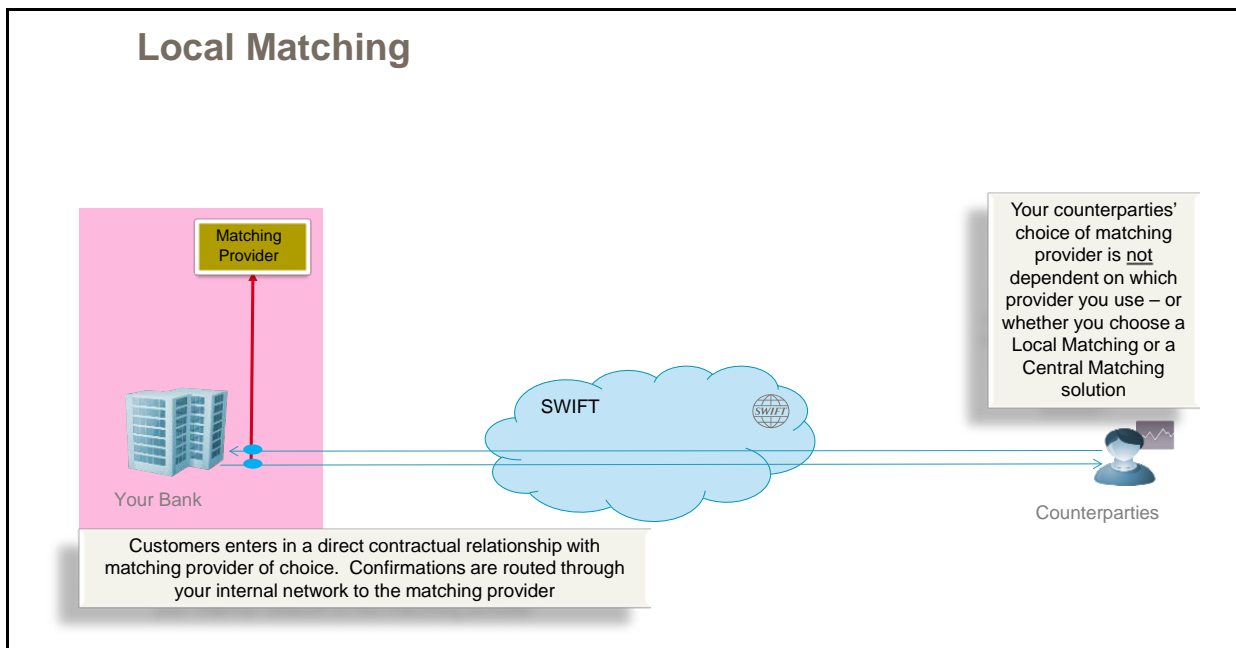 Local Matching
Matching
Provider
Your counterparties’
choice of matching
provider is not
dependent on which
provider you use – or
whether you choose a
Local Matching or a
Central Matching
solution
SWIFT
SWIFT
Your Bank
Counterparties
Customers enters in a direct contractual relationship with
matching provider of choice.  Confirmations are routed through
your internal network to the matching provider